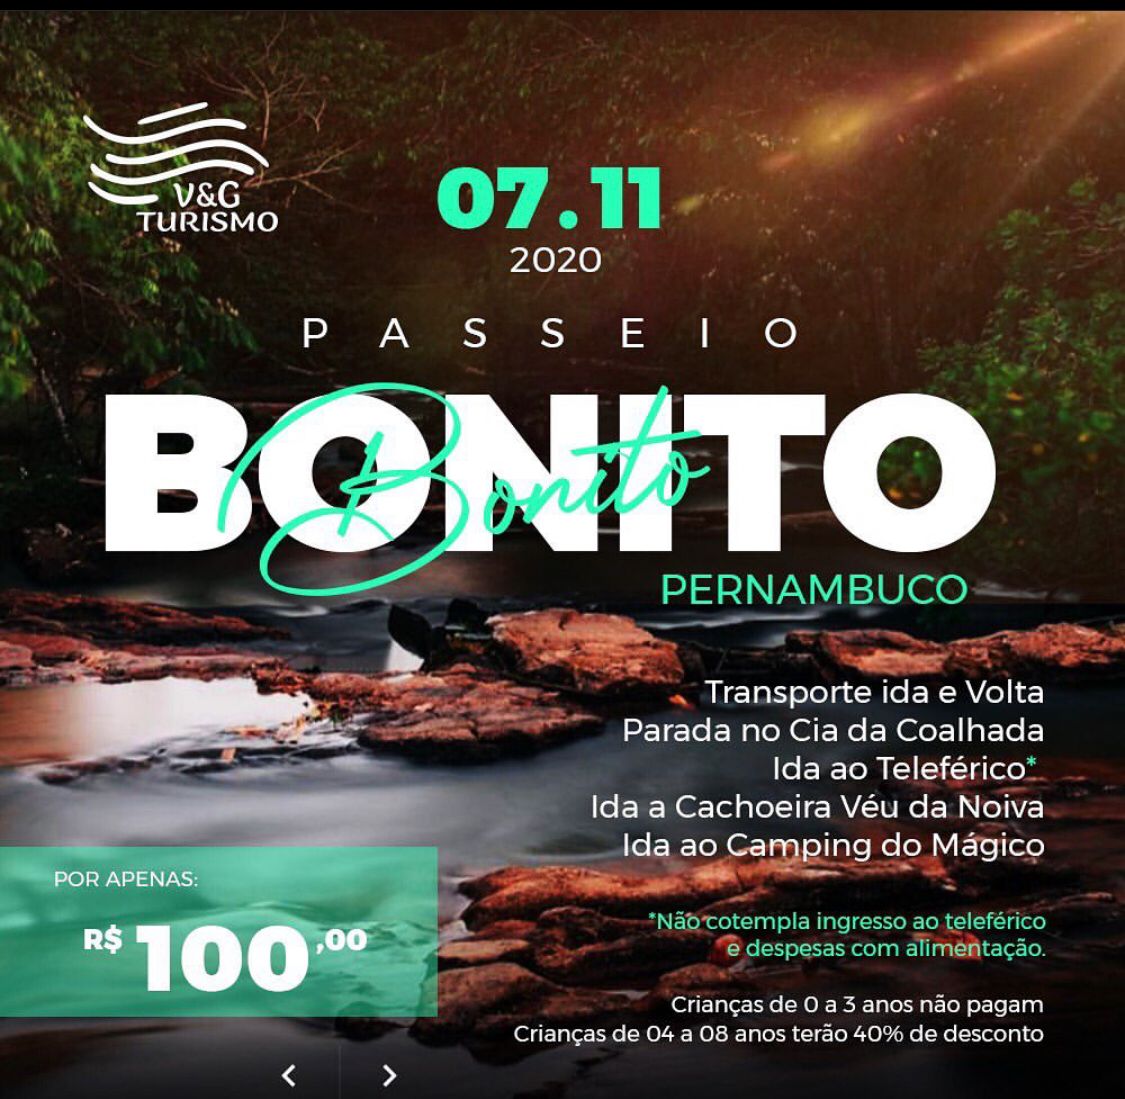 V&G
TURISMO
07.11
2020
PASSEIO
BONITO
Bonito
PERNAMBUCO
Transporte ida e Volta
Parada no Cia da Coalhada
Ida ao Teleférico*
Ida a Cachoeira Véu da Noiva
Ida ao Camping do Mágico
POR APENAS:
R$ 100,00
*Não cotempla ingresso ao teleférico
e despesas com alimentação.
Crianças de 0 a 3 anos não pagam
Crianças de 04 a 08 anos terão 40% de desconto